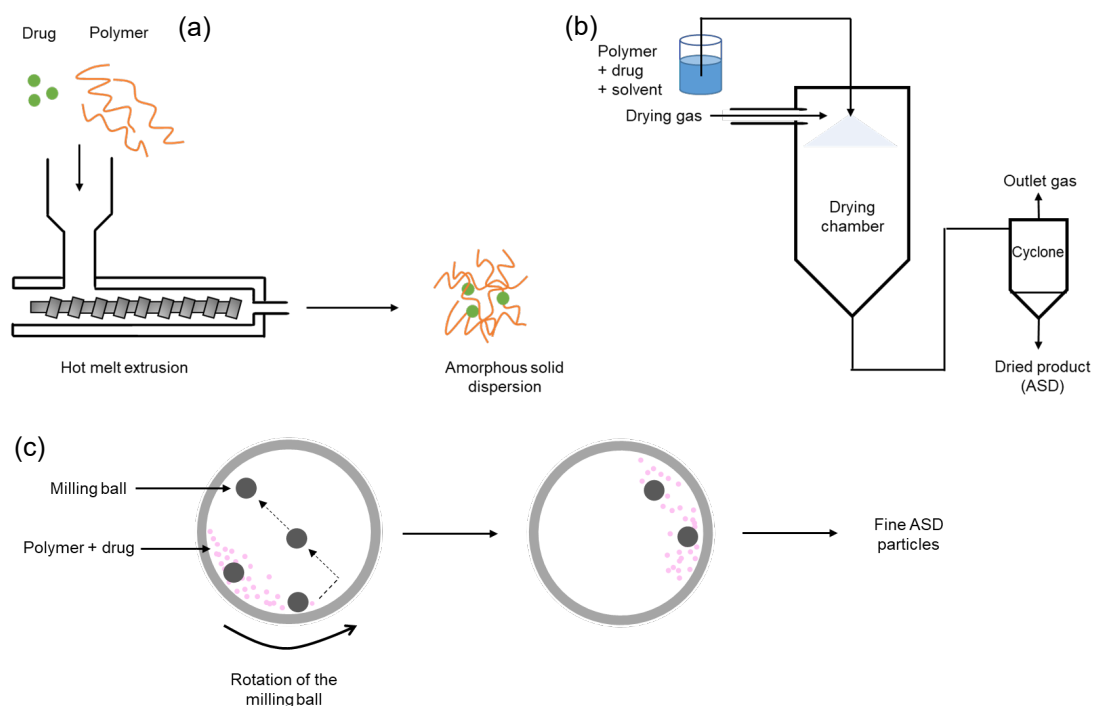 (a)
Drug
Polymer
Hot melt extrusion
Amorphous solid
dispersion
(b)
Polymer
+ drug
+ solvent
Drying gas
Drying
chamber
Outlet gas
Cyclone
Dried product
(ASD)
(c)
Milling ball
Polymer + drug
Rotation of the
milling ball
Fine ASD
particles